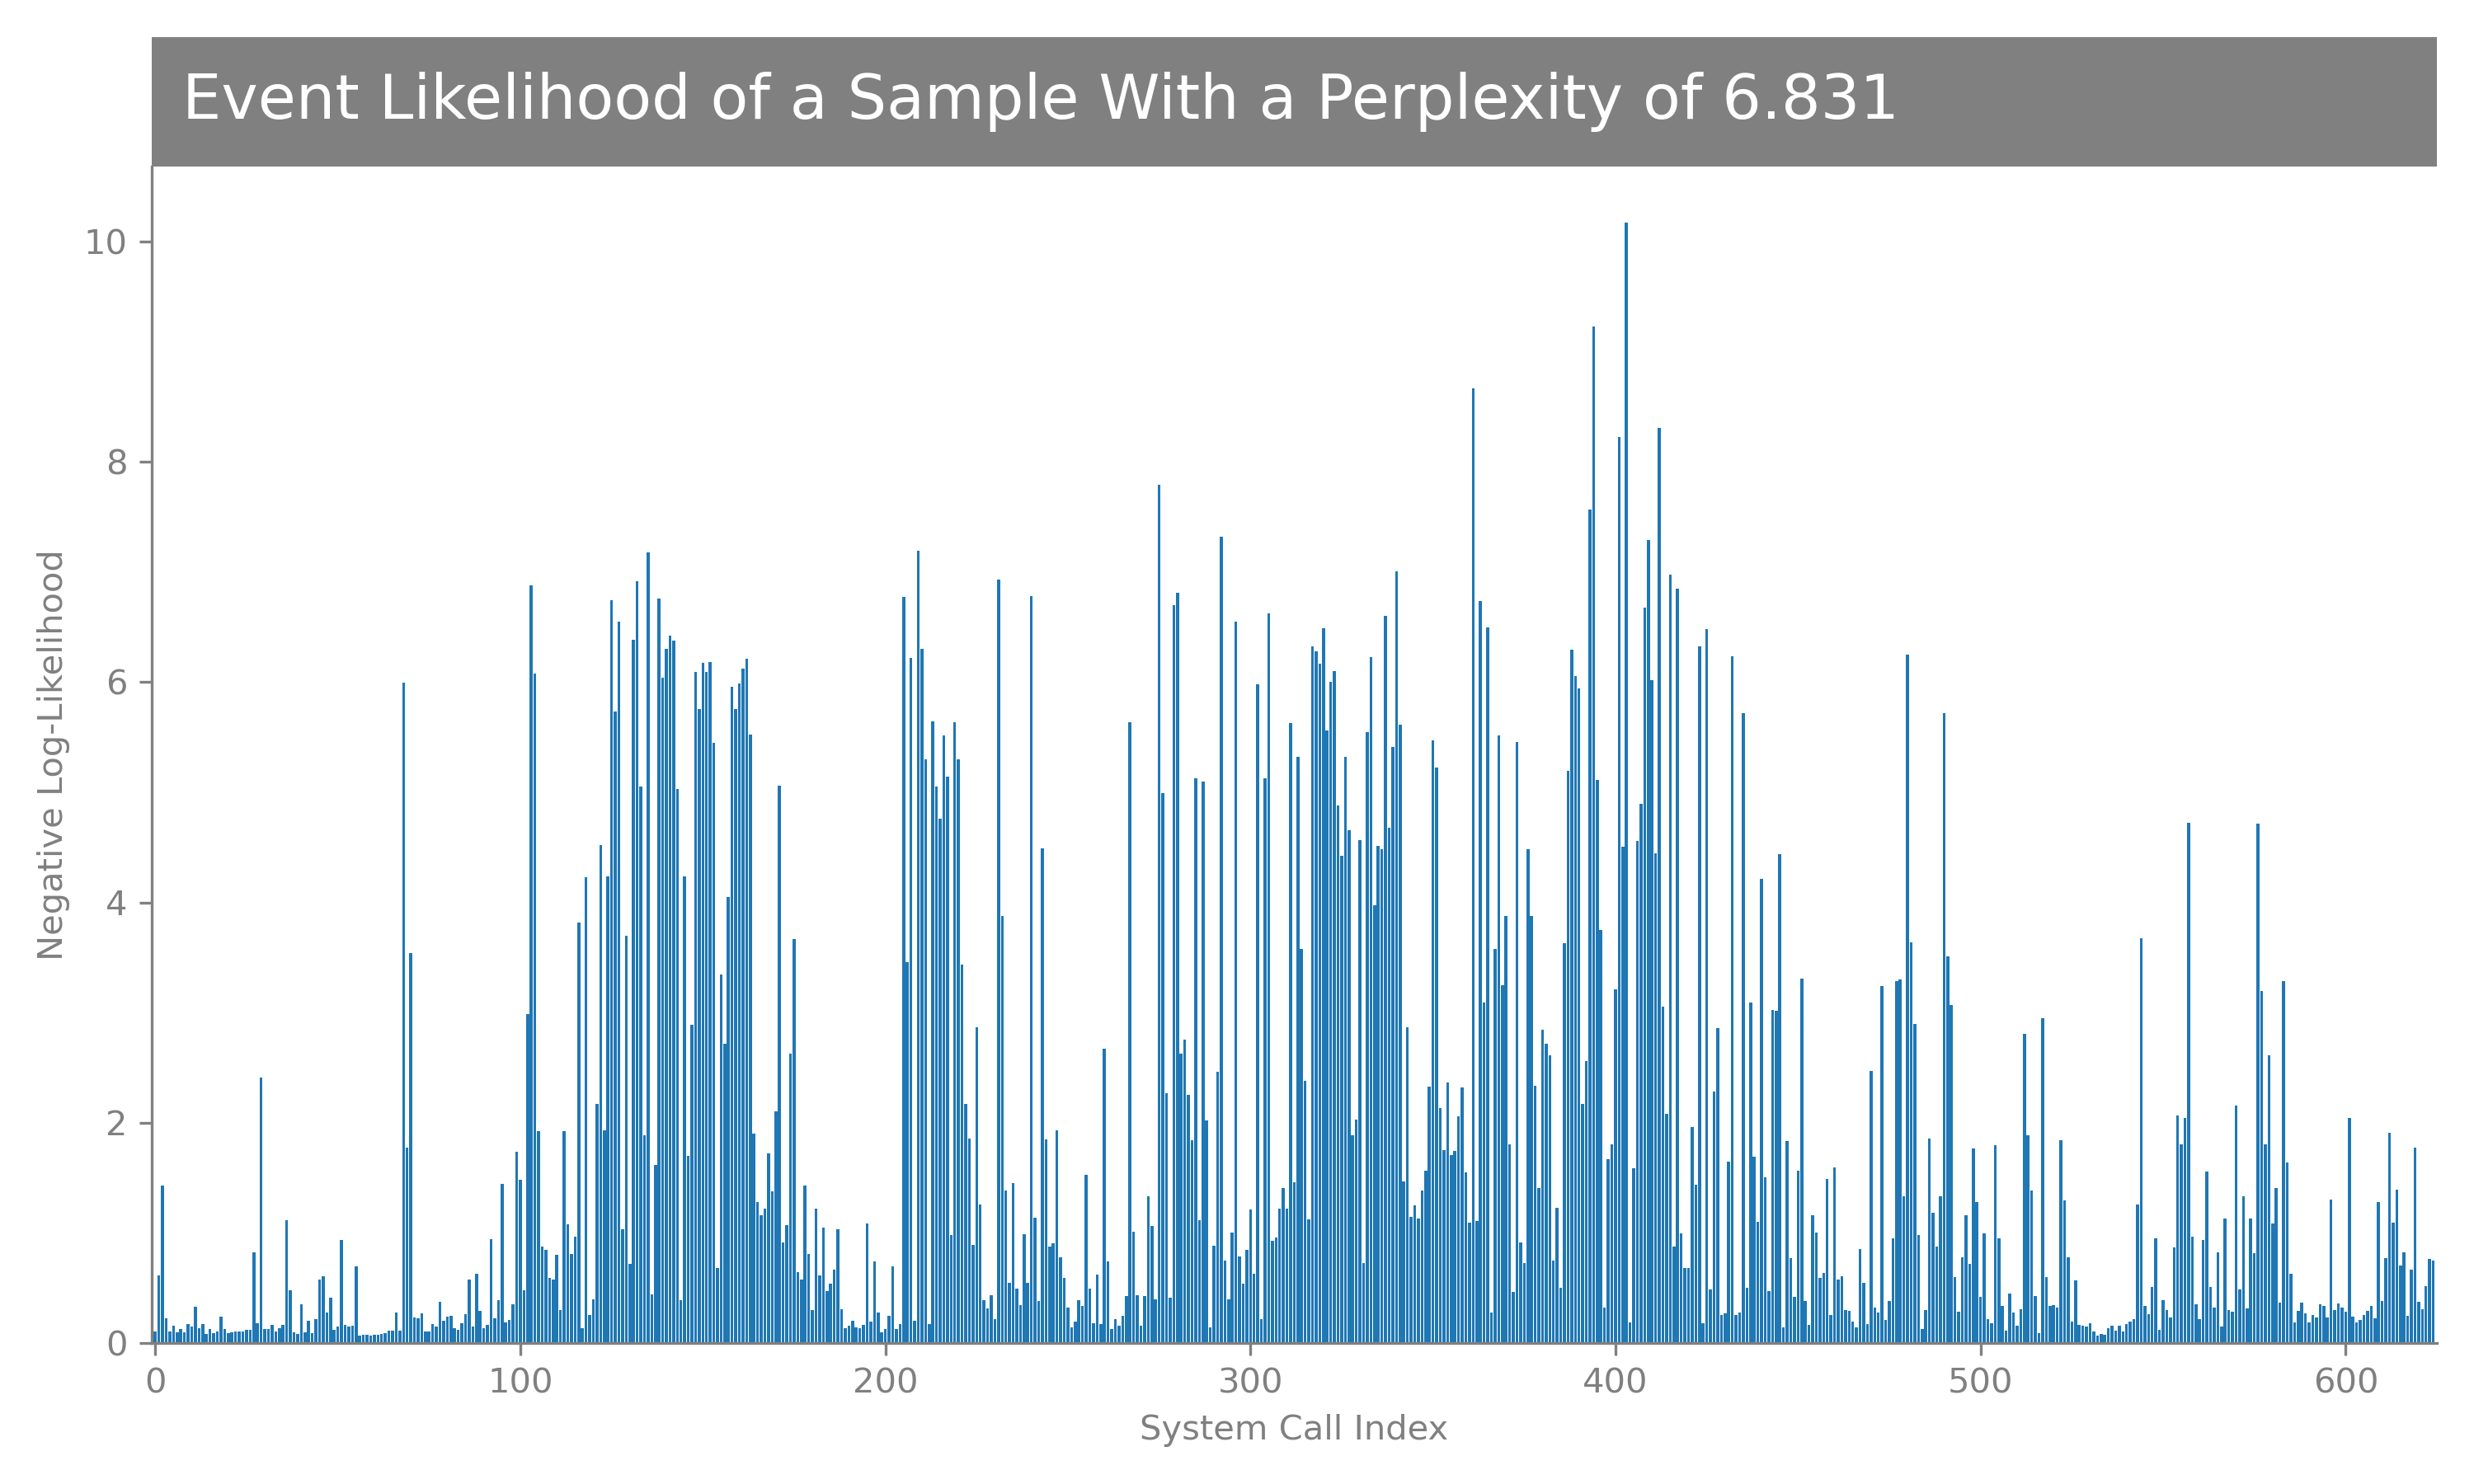 Event Likelihood of a Sample With a Perplexity of 6.831
10
8
6
4
2
0
Negative Log-Likelihood
0 100 200 300 400 500 600
System Call Index